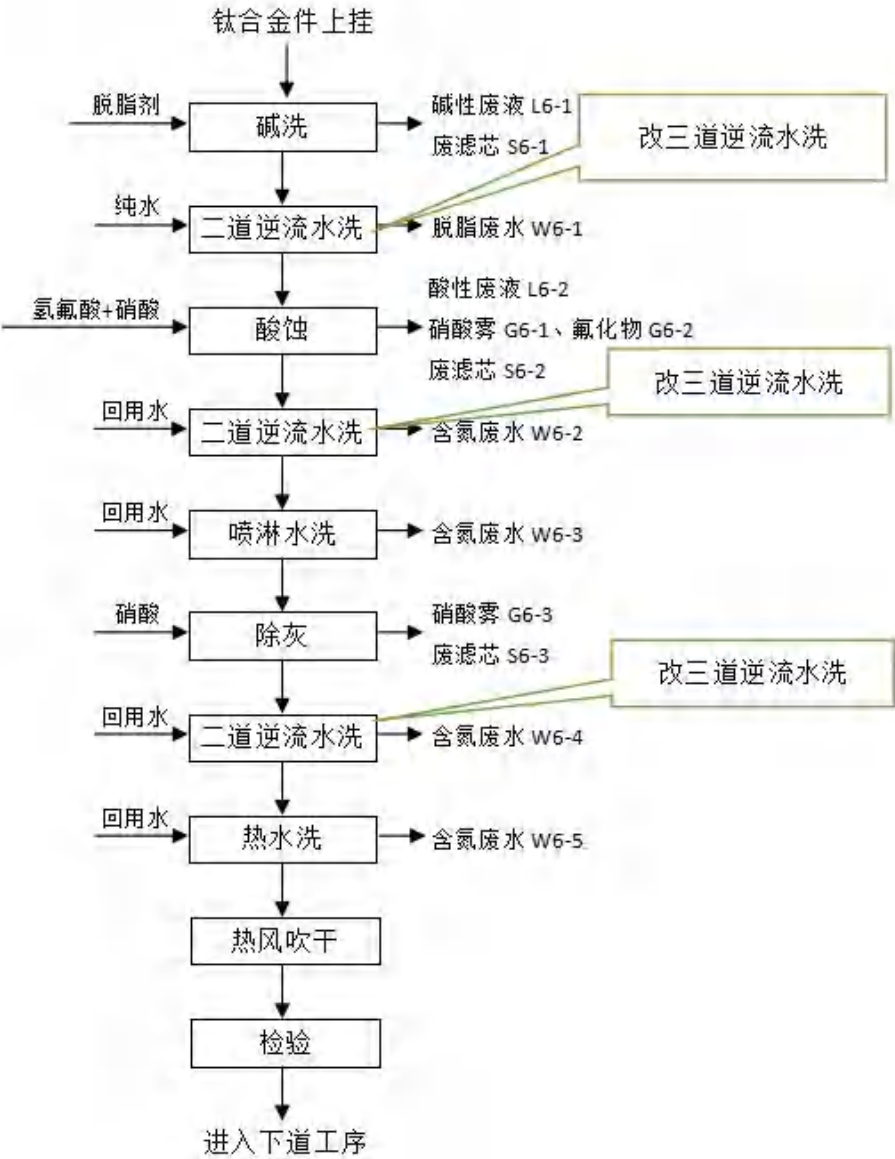 钛合金件上挂
脱脂剂
碱洗
碱性废液 L6-1
废滤芯 S6-1
改三道逆流水洗
纯水
二道逆流水洗
脱脂废水 W6-1
氢氟酸+硝酸
酸蚀
酸性废液 L6-2
硝酸雾 G6-1、氟化物 G6-2
废滤芯 S6-2
改三道逆流水洗
回用水
二道逆流水洗
含氮废水 W6-2
回用水
喷淋水洗
含氮废水 W6-3
硝酸
除灰
硝酸雾 G6-3
废滤芯 S6-3
改三道逆流水洗
回用水
二道逆流水洗
含氮废水 W6-4
回用水
热水洗
含氮废水 W6-5
热风吹干
检验
进入下道工序